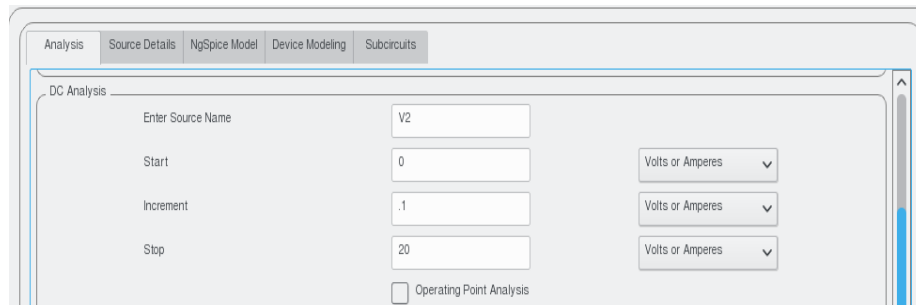 Analysis Source Details NgSpice Model Device Modeling Subcircuits
DC Analysis
Enter Source Name V2
Start 0 Volts or Amperes
Increment .1 Volts or Amperes
Stop 20 Volts or Amperes
Operating Point Analysis